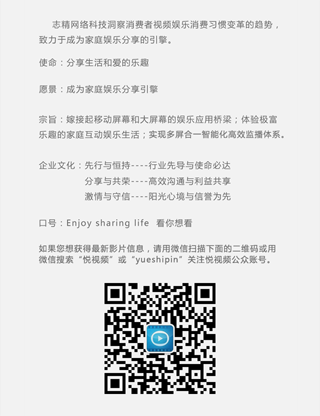 志精网络科技洞察消费者视频娱乐消费习惯变革的趋势，
致力于成为家庭娱乐分享的引擎。
使命：分享生活和爱的乐趣
愿景：成为家庭娱乐分享引擎
宗旨：嫁接起移动屏幕和大屏幕的娱乐应用桥梁；体验极富
乐趣的家庭互动娱乐生活；实现多屏合一智能化高效监播体系。
企业文化：先行与恒持----行业先导与使命必达
分享与共荣----高效沟通与利益共享
激情与守信----阳光心境与信誉为先
口号：Enjoy sharing life 看你想看
如果您想获得最新影片信息，请用微信扫描下面的二维码或用
微信搜索“悦视频”或“yueshipin”关注悦视频公众账号。